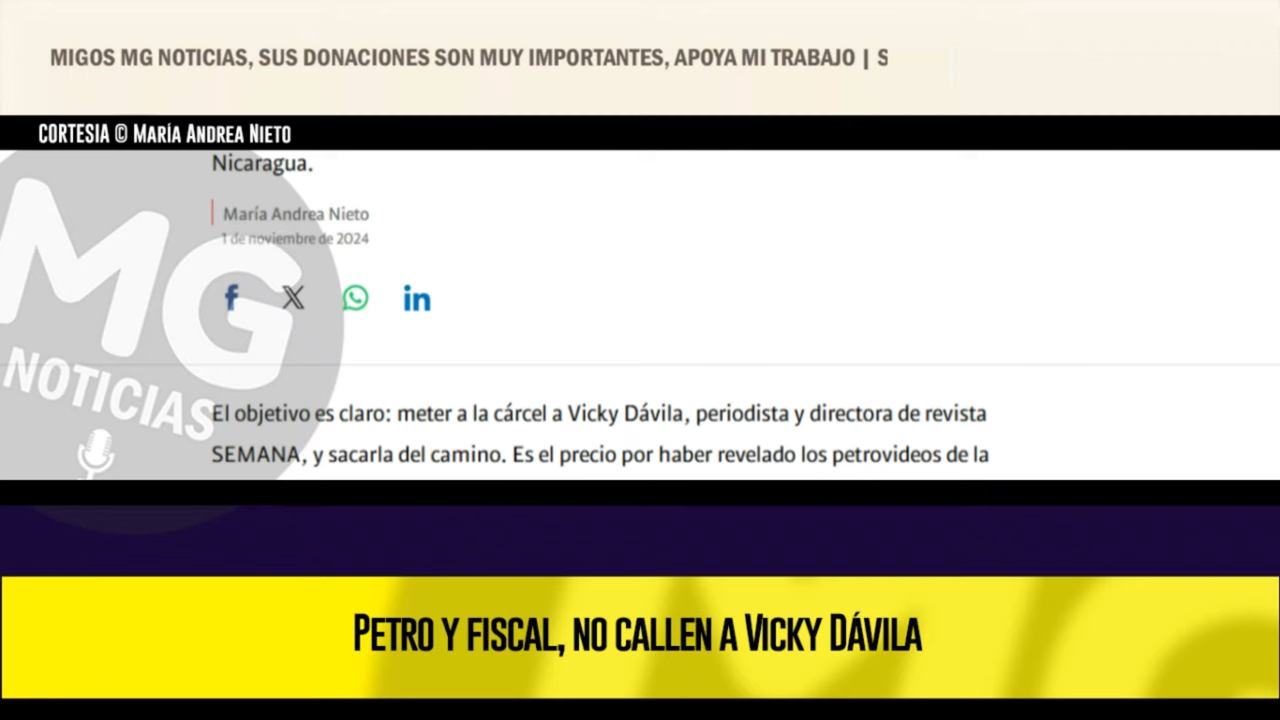 MIGOS MG NOTICIAS, SUS DONACIONES SON MUY IMPORTANTES, APOYA MI TRABAJO | S
CORTESIA © MARÍA ANDREA NIETO
Nicaragua.
María Andrea Nieto
1 de noviembre de 2024
MG
NOTICIAS
El objetivo es claro: meter a la cárcel a Vicky Dávila, periodista y directora de revista
SEMANA, y sacarla del camino. Es el precio por haber revelado los petrovideos de la
PETRO Y FISCAL, NO CALLEN A VICKY DÁVILA